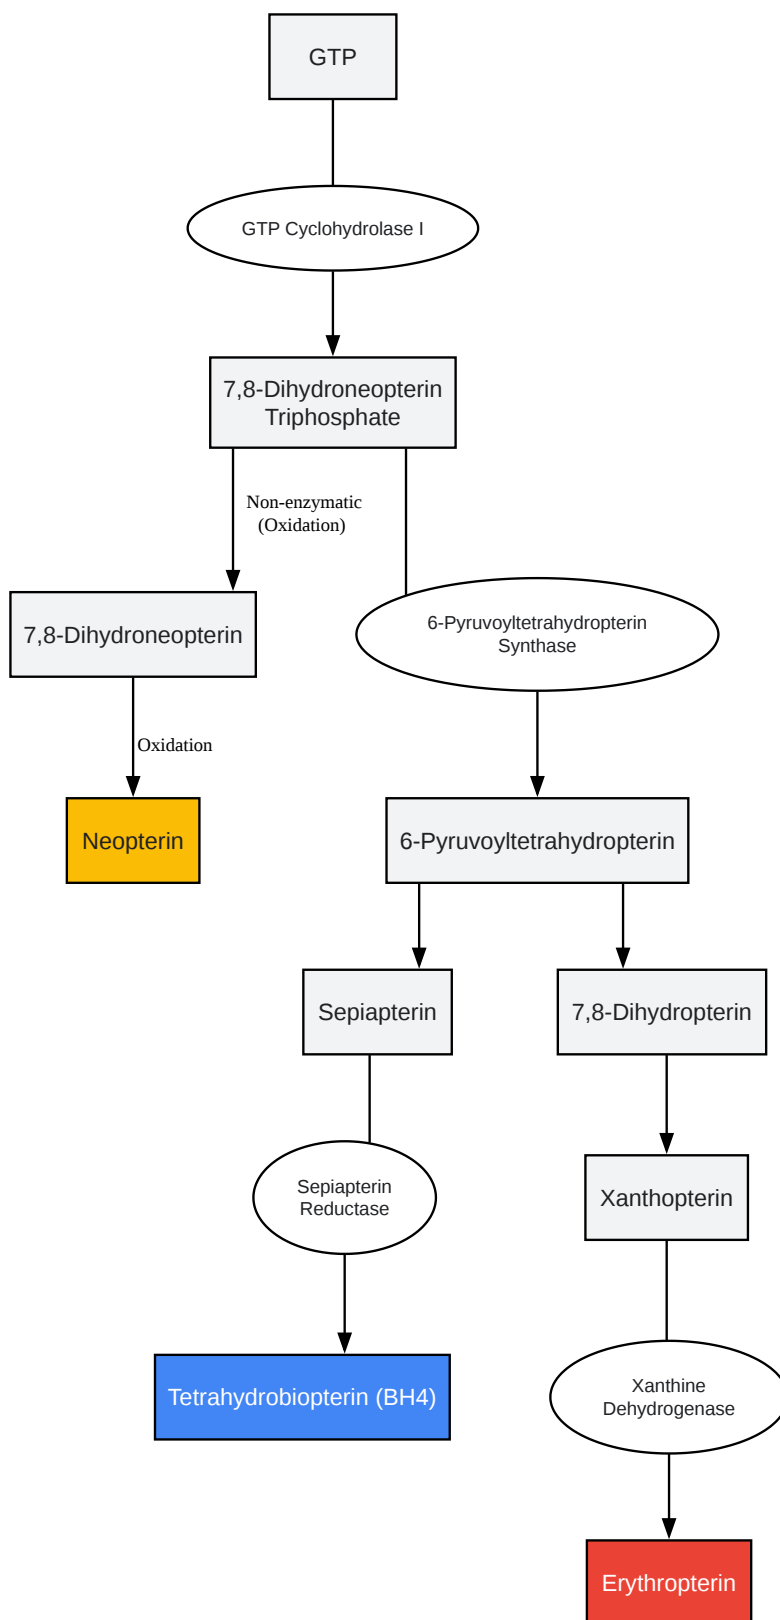 GTP
GTP Cyclohydrolase I
7,8-Dihydroneopterin
Triphosphate
Non-enzymatic
(Oxidation)
7,8-Dihydroneopterin
6-Pyruvoyltetrahydropterin
Synthase
Oxidation
Neopterin
6-Pyruvoyltetrahydropterin
Sepiapterin
7,8-Dihydropterin
Sepiapterin
Reductase
Xanthopterin
Tetrahydrobiopterin (BH4)
Xanthine
Dehydrogenase
Erythropterin